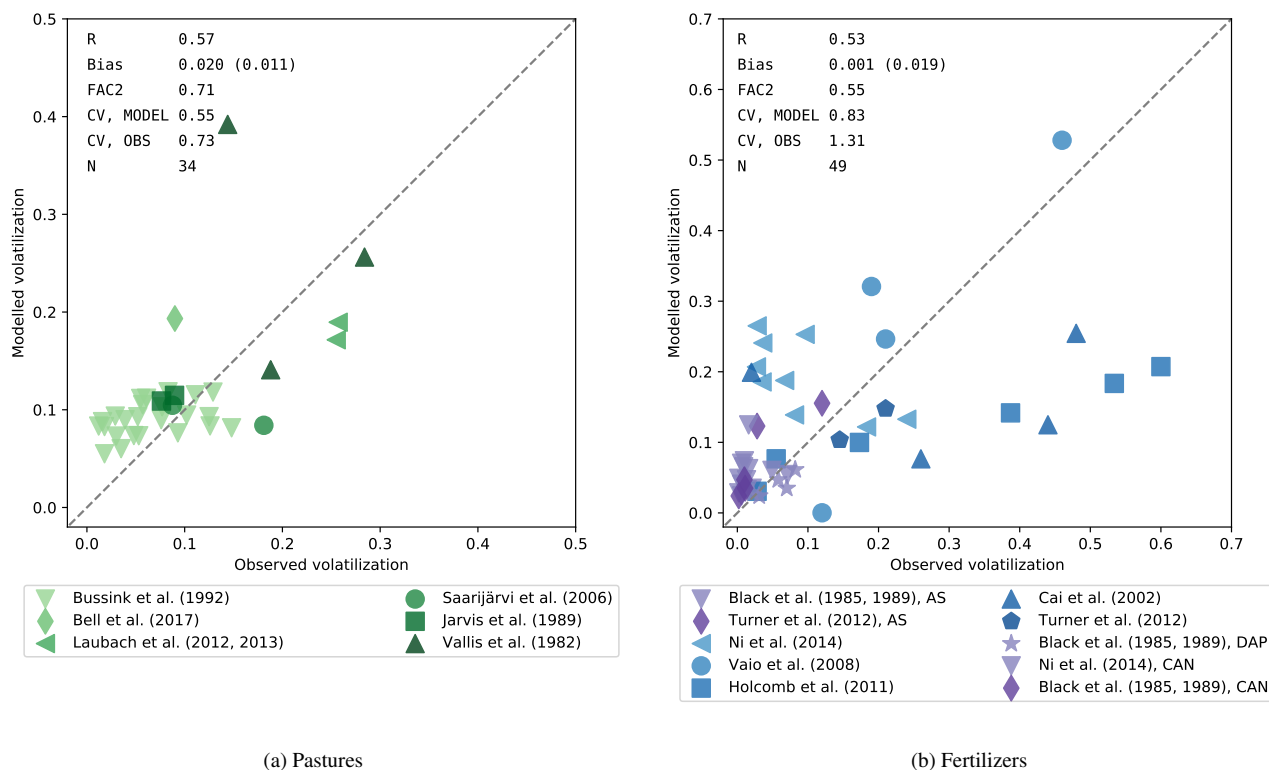 0.5
0.4
0.3
0.2
0.1
0.0
Modelled volatilization
R 0.57
Bias 0.020 (0.011)
FAC2 0.71
CV, MODEL 0.55
CV, OBS 0.73
N 34
0.0 0.1 0.2 0.3 0.4 0.5
Observed volatilization
Bussink et al. (1992)
Bell et al. (2017)
Laubach et al. (2012, 2013)
Saarijärvi et al. (2006)
Jarvis et al. (1989)
Vallis et al. (1982)
(a) Pastures
0.7
0.6
0.5
0.4
0.3
0.2
0.1
0.0
Modelled volatilization
R 0.53
Bias 0.001 (0.019)
FAC2 0.55
CV, MODEL 0.83
CV, OBS 1.31
N 49
0.0 0.1 0.2 0.3 0.4 0.5 0.6 0.7
Observed volatilization
Black et al. (1985, 1989), AS
Turner et al. (2012), AS
Ni et al. (2014)
Vaio et al. (2008)
Holcomb et al. (2011)
Cai et al. (2002)
Turner et al. (2012)
Black et al. (1985, 1989), DAP
Ni et al. (2014), CAN
Black et al. (1985, 1989), CAN
(b) Fertilizers